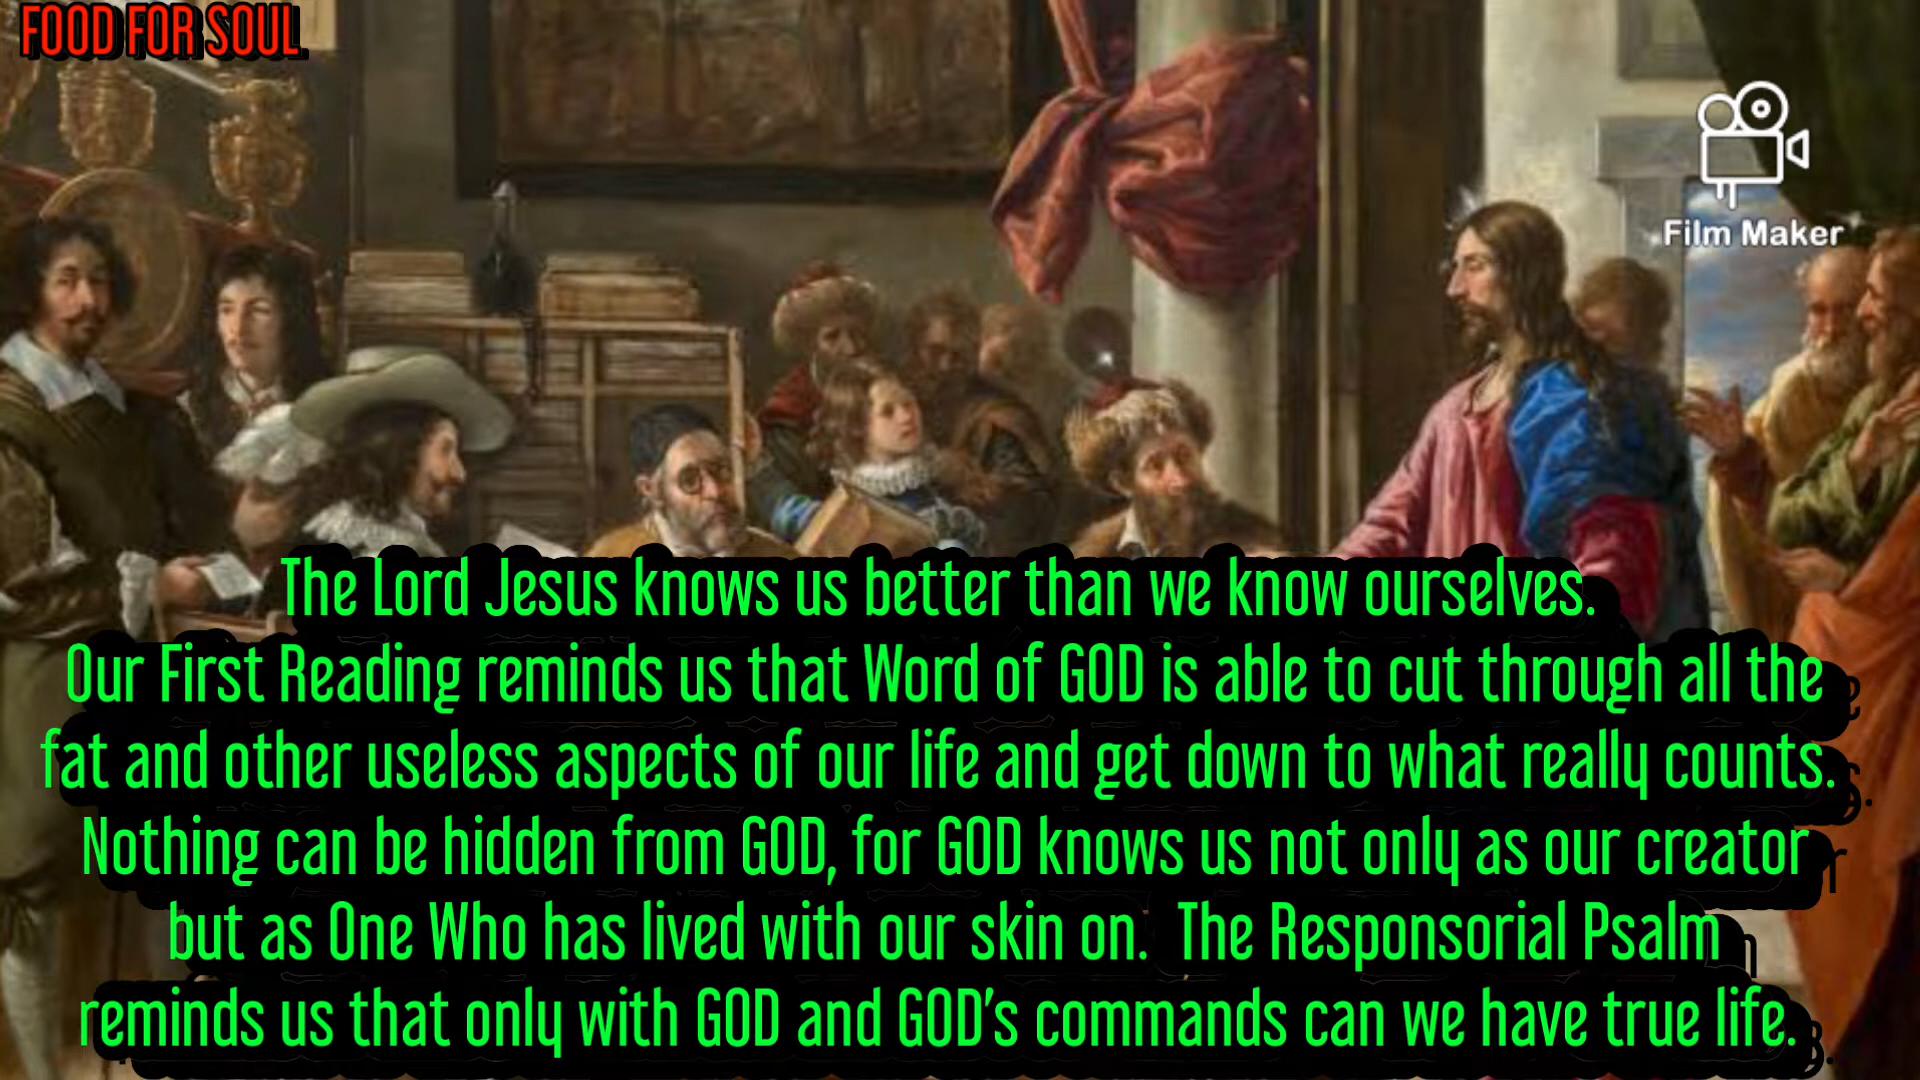 FOOD FOR SOUL
Film Maker
The Lord Jesus knows us better than we know ourselves.
Our First Reading reminds us that Word of GOD is able to cut through all the
fat and other useless aspects of our life and get down to what really counts.
Nothing can be hidden from GOD, for GOD knows us not only as our creator
but as One Who has lived with our skin on. The Responsorial Psalm
reminds us that only with GOD and GOD's commands can we have true life.